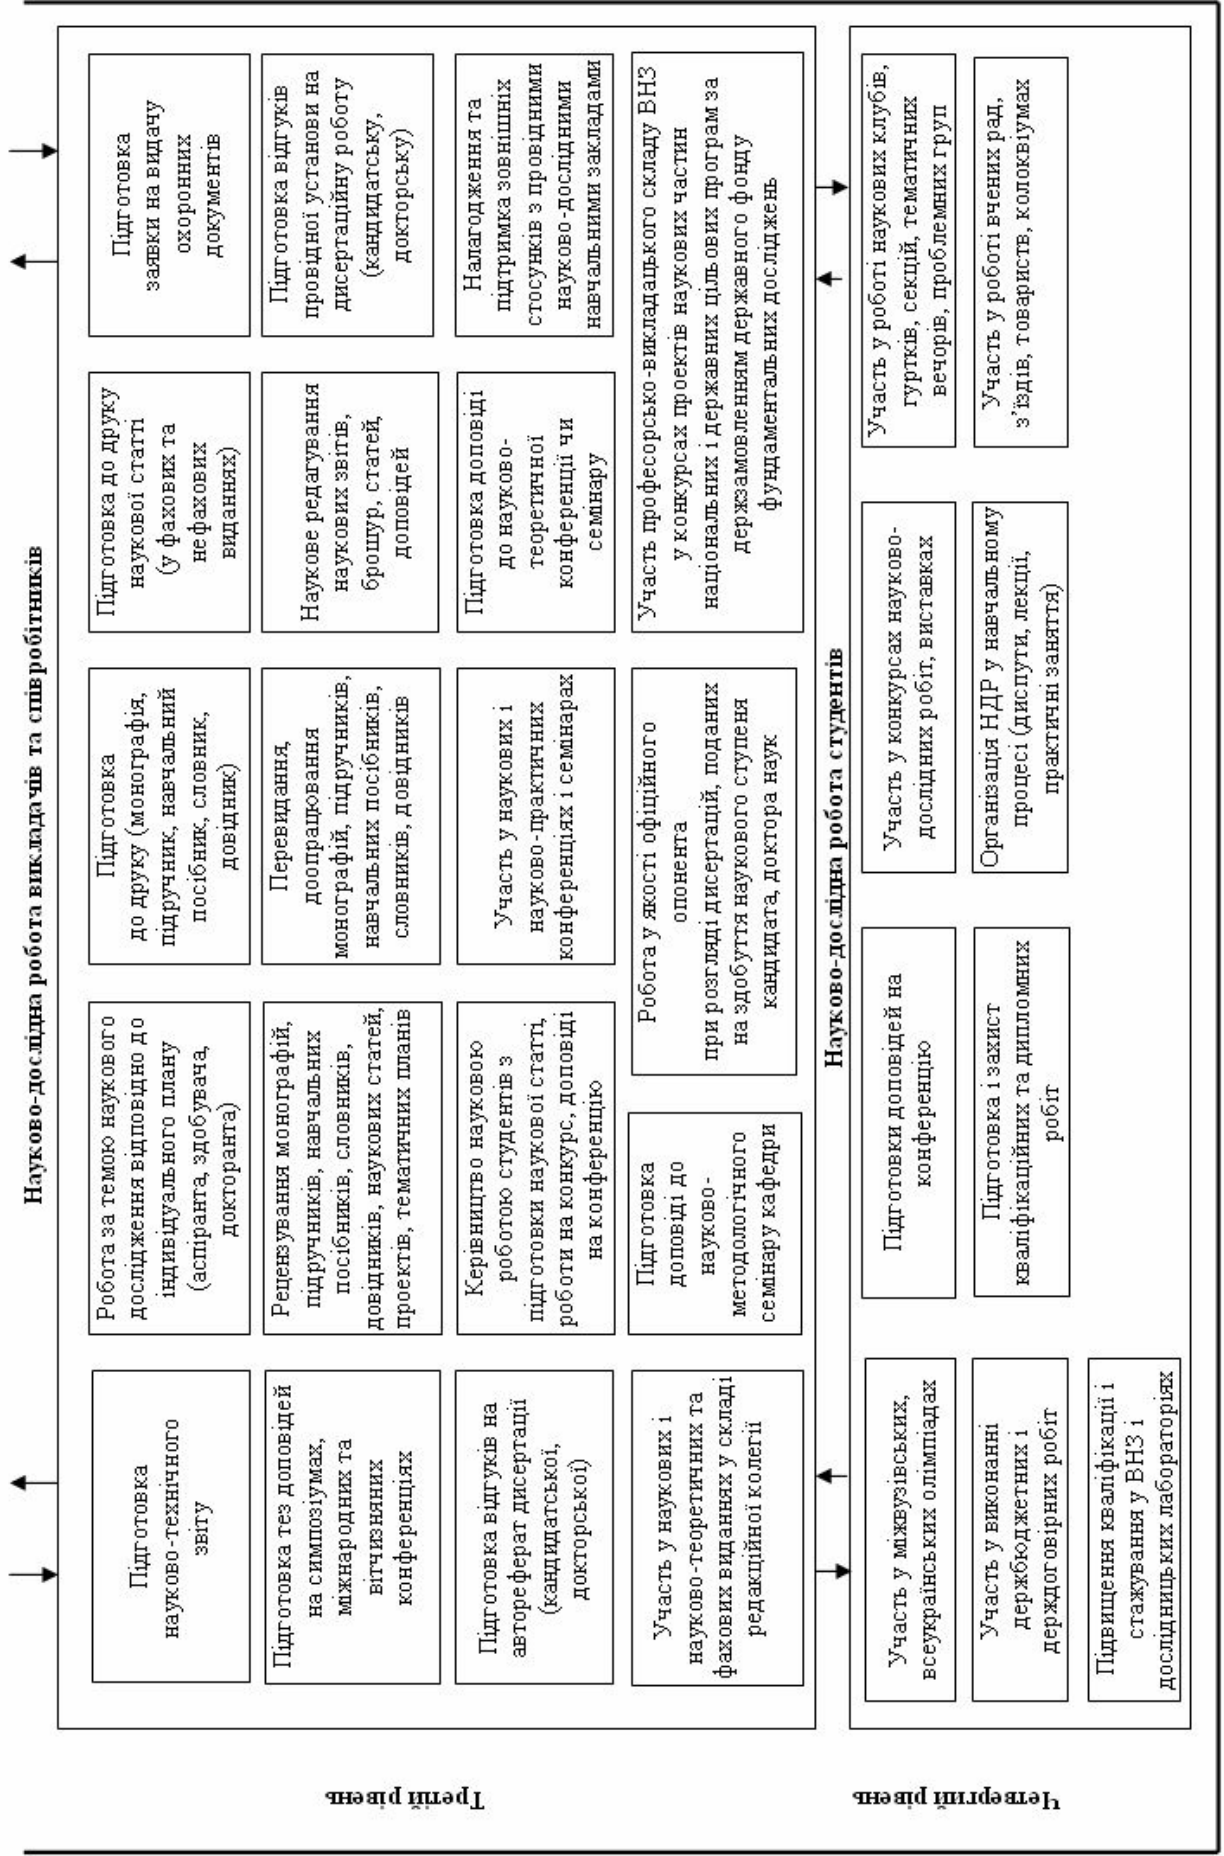 Науково-дослідна робота викладачів та співробітників
Третій рівень
Підготовка
науково-технічного
звіту
Робота за темою наукового
дослідження відповідно до
індивідуального плану
(аспіранта, здобувача,
докторанта)
Підготовка
до друку (монографія,
підручник, навчальний
посібник, словник,
довідник)
Підготовка до друку
наукової статті
(у фахових та
нефахових
виданнях)
Підготовка
заявки на видачу
охоронних
документів
Підготовка тез доповідей
на симпозіумах,
міжнародних та
вітчизняних
конференціях
Рецензування монографій,
підручників, навчальних
посібників, словників,
довідників, наукових статей,
проектів, тематичних планів
Перевидання,
доопрацювання
монографій, підручників,
навчальних посібників,
словників, довідників
Наукове редагування
наукових звітів,
брошур, статей,
доповідей
Підготовка відгуків
провідної установи на
дисертаційну роботу
(кандидатську,
докторську)
Підготовка відгуків на
автореферат дисертації
(кандидатської,
докторської)
Керівництво науковою
роботою студентів з
підготовки наукової статті,
роботи на конкурс, доповіді
на конференцію
Участь у наукових і
науково-практичних
конференціях і семінарах
Підготовка доповіді
до науково-
теоретичної
конференції чи
семінару
Налагодження та
підтримка зовнішніх
стосунків з провідними
науково-дослідними
навчальними закладами
Участь у наукових і
науково-теоретичних та
фахових виданнях у складі
редакційної колегії
Підготовка
доповіді до
науково-
методологічного
семінару кафедри
Робота у якості офіційного
опонента
при розгляді дисертацій, поданих
на здобуття наукового ступеня
кандидата, доктора наук
Участь професорсько-викладацького складу ВНЗ
у конкурсах проектів наукових частин
національних і державних цільових програм за
держзамовленням державного фонду
фундаментальних досліджень
Науково-дослідна робота студентів
Четвертий рівень
Участь у міжвузівських,
всеукраїнських олімпіадах
Підготовки доповідей на
конференцію
Участь у конкурсах науково-
дослідних робіт, виставках
Участь у роботі наукових клубів,
гуртків, секцій, тематичних
вечорів, проблемних груп
Участь у виконанні
держбюджетних і
держдоговірних робіт
Підготовка і захист
кваліфікаційних та дипломних
робіт
Організація НДР у навчальному
процесі (диспути, лекції,
практичні заняття)
Участь у роботі вчених рад,
з’їздів, товариств, колоквіумах
Підвищення кваліфікації і
стажування у ВНЗ і
дослідницьких лабораторіях